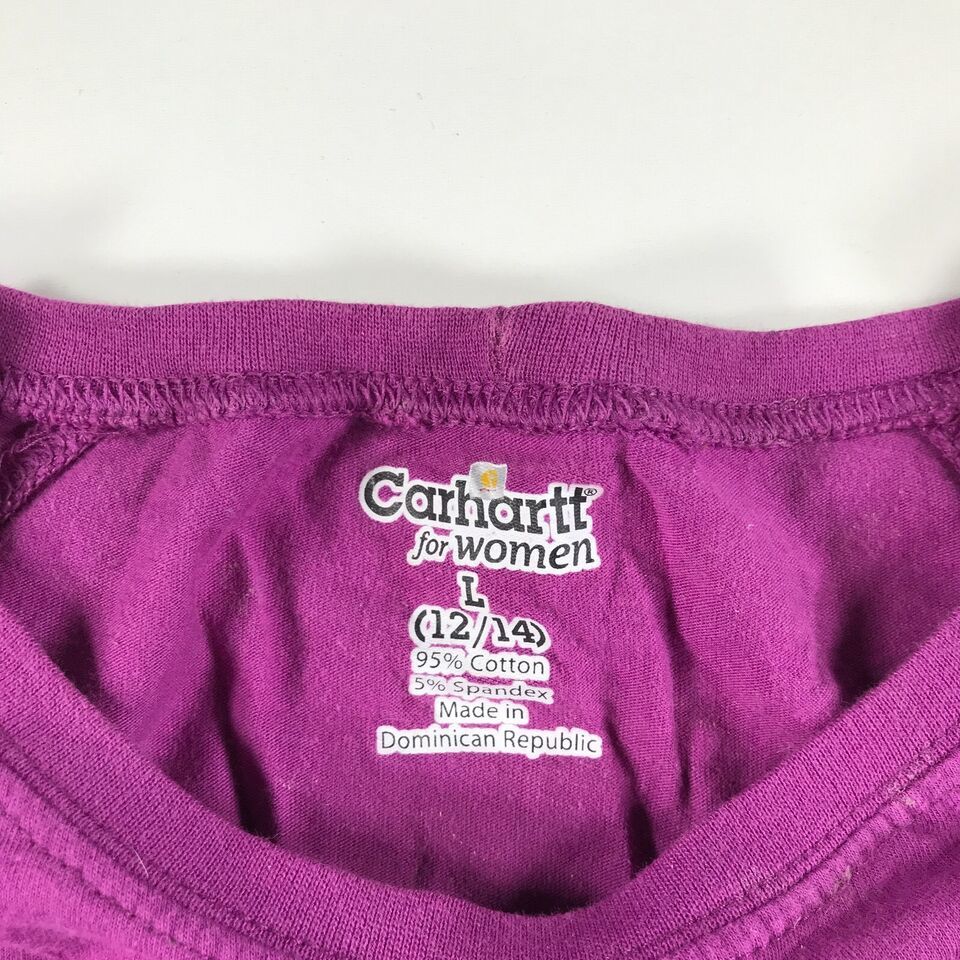 Carhartt®
for women
L
(12/14)
95% Cotton
5% Spandex
Made in
Dominican Republic